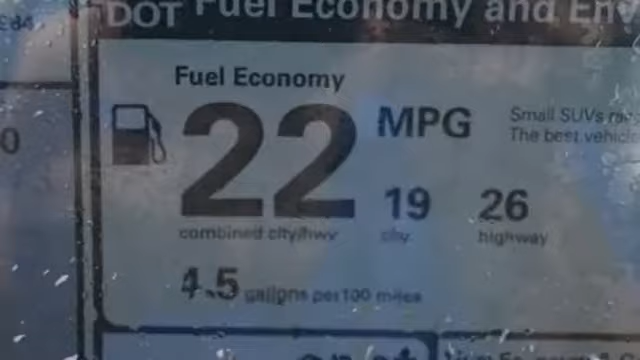 DOT Fuel Economy and
Fuel Economy
22 MPG
Small SUVs
The best
19 26
combined city/hwy city highway
4.5 gallons per 100 miles